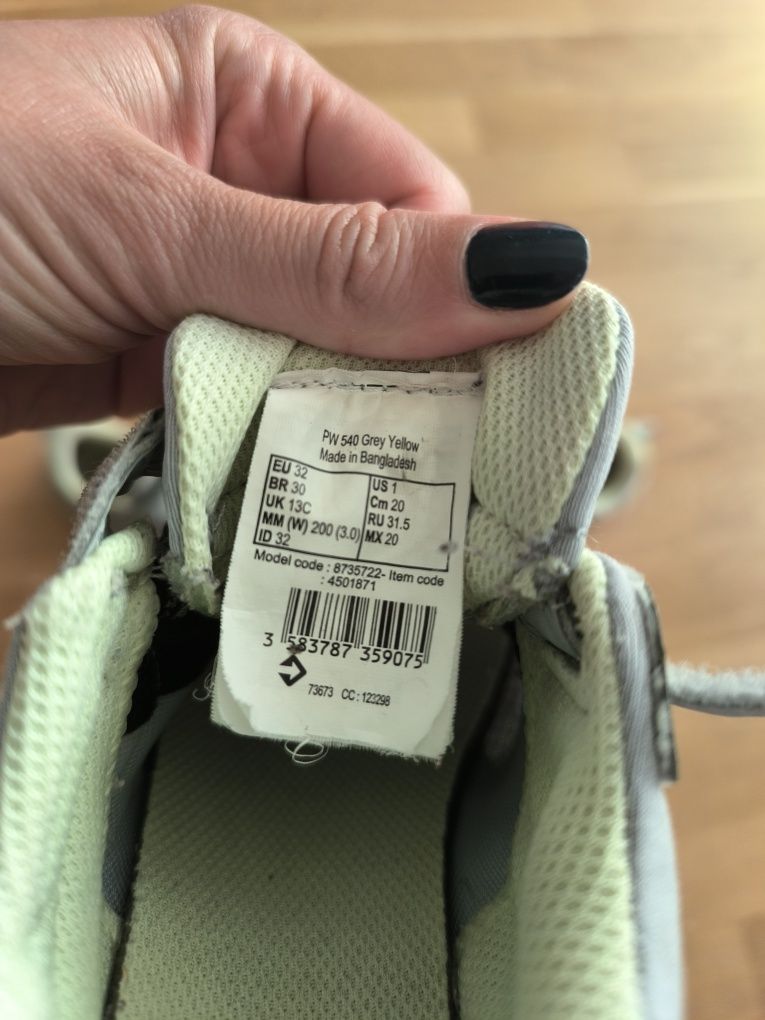 PW 540 Grey Yellow
Made in Bangladesh
EU 32
BR 30
UK 13C
MM (W) 200 (3.0)
ID 32
US 1
Cm 20
RU 31.5
MX 20
Model code : 8735722- Item code
: 4501871
3 583787 359075
73673 CC : 123298